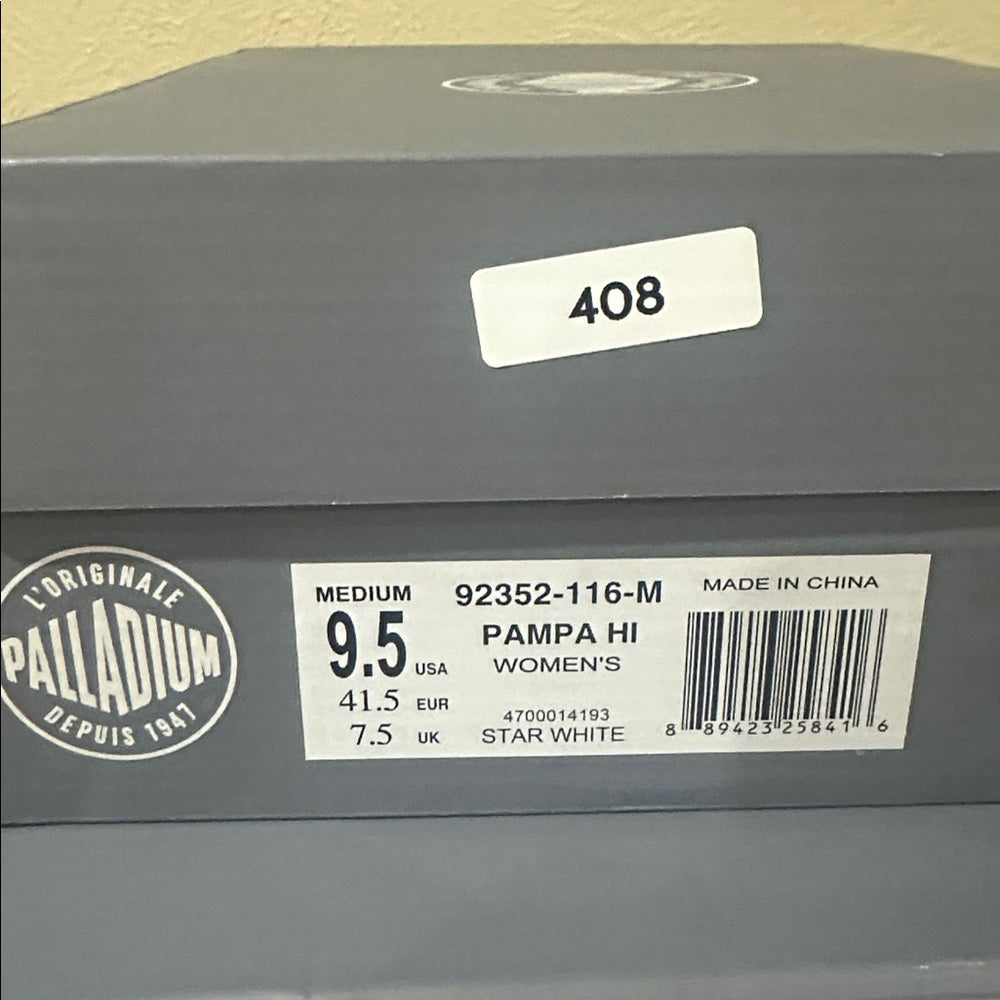 408
L'ORIGINALE
PALLADIUM
DEPUIS 1947
MEDIUM
9.5 USA
41.5 EUR
7.5 UK
92352-116-M
PAMPA HI
WOMEN'S
4700014193
STAR WHITE
MADE IN CHINA
8 89423 25841 6